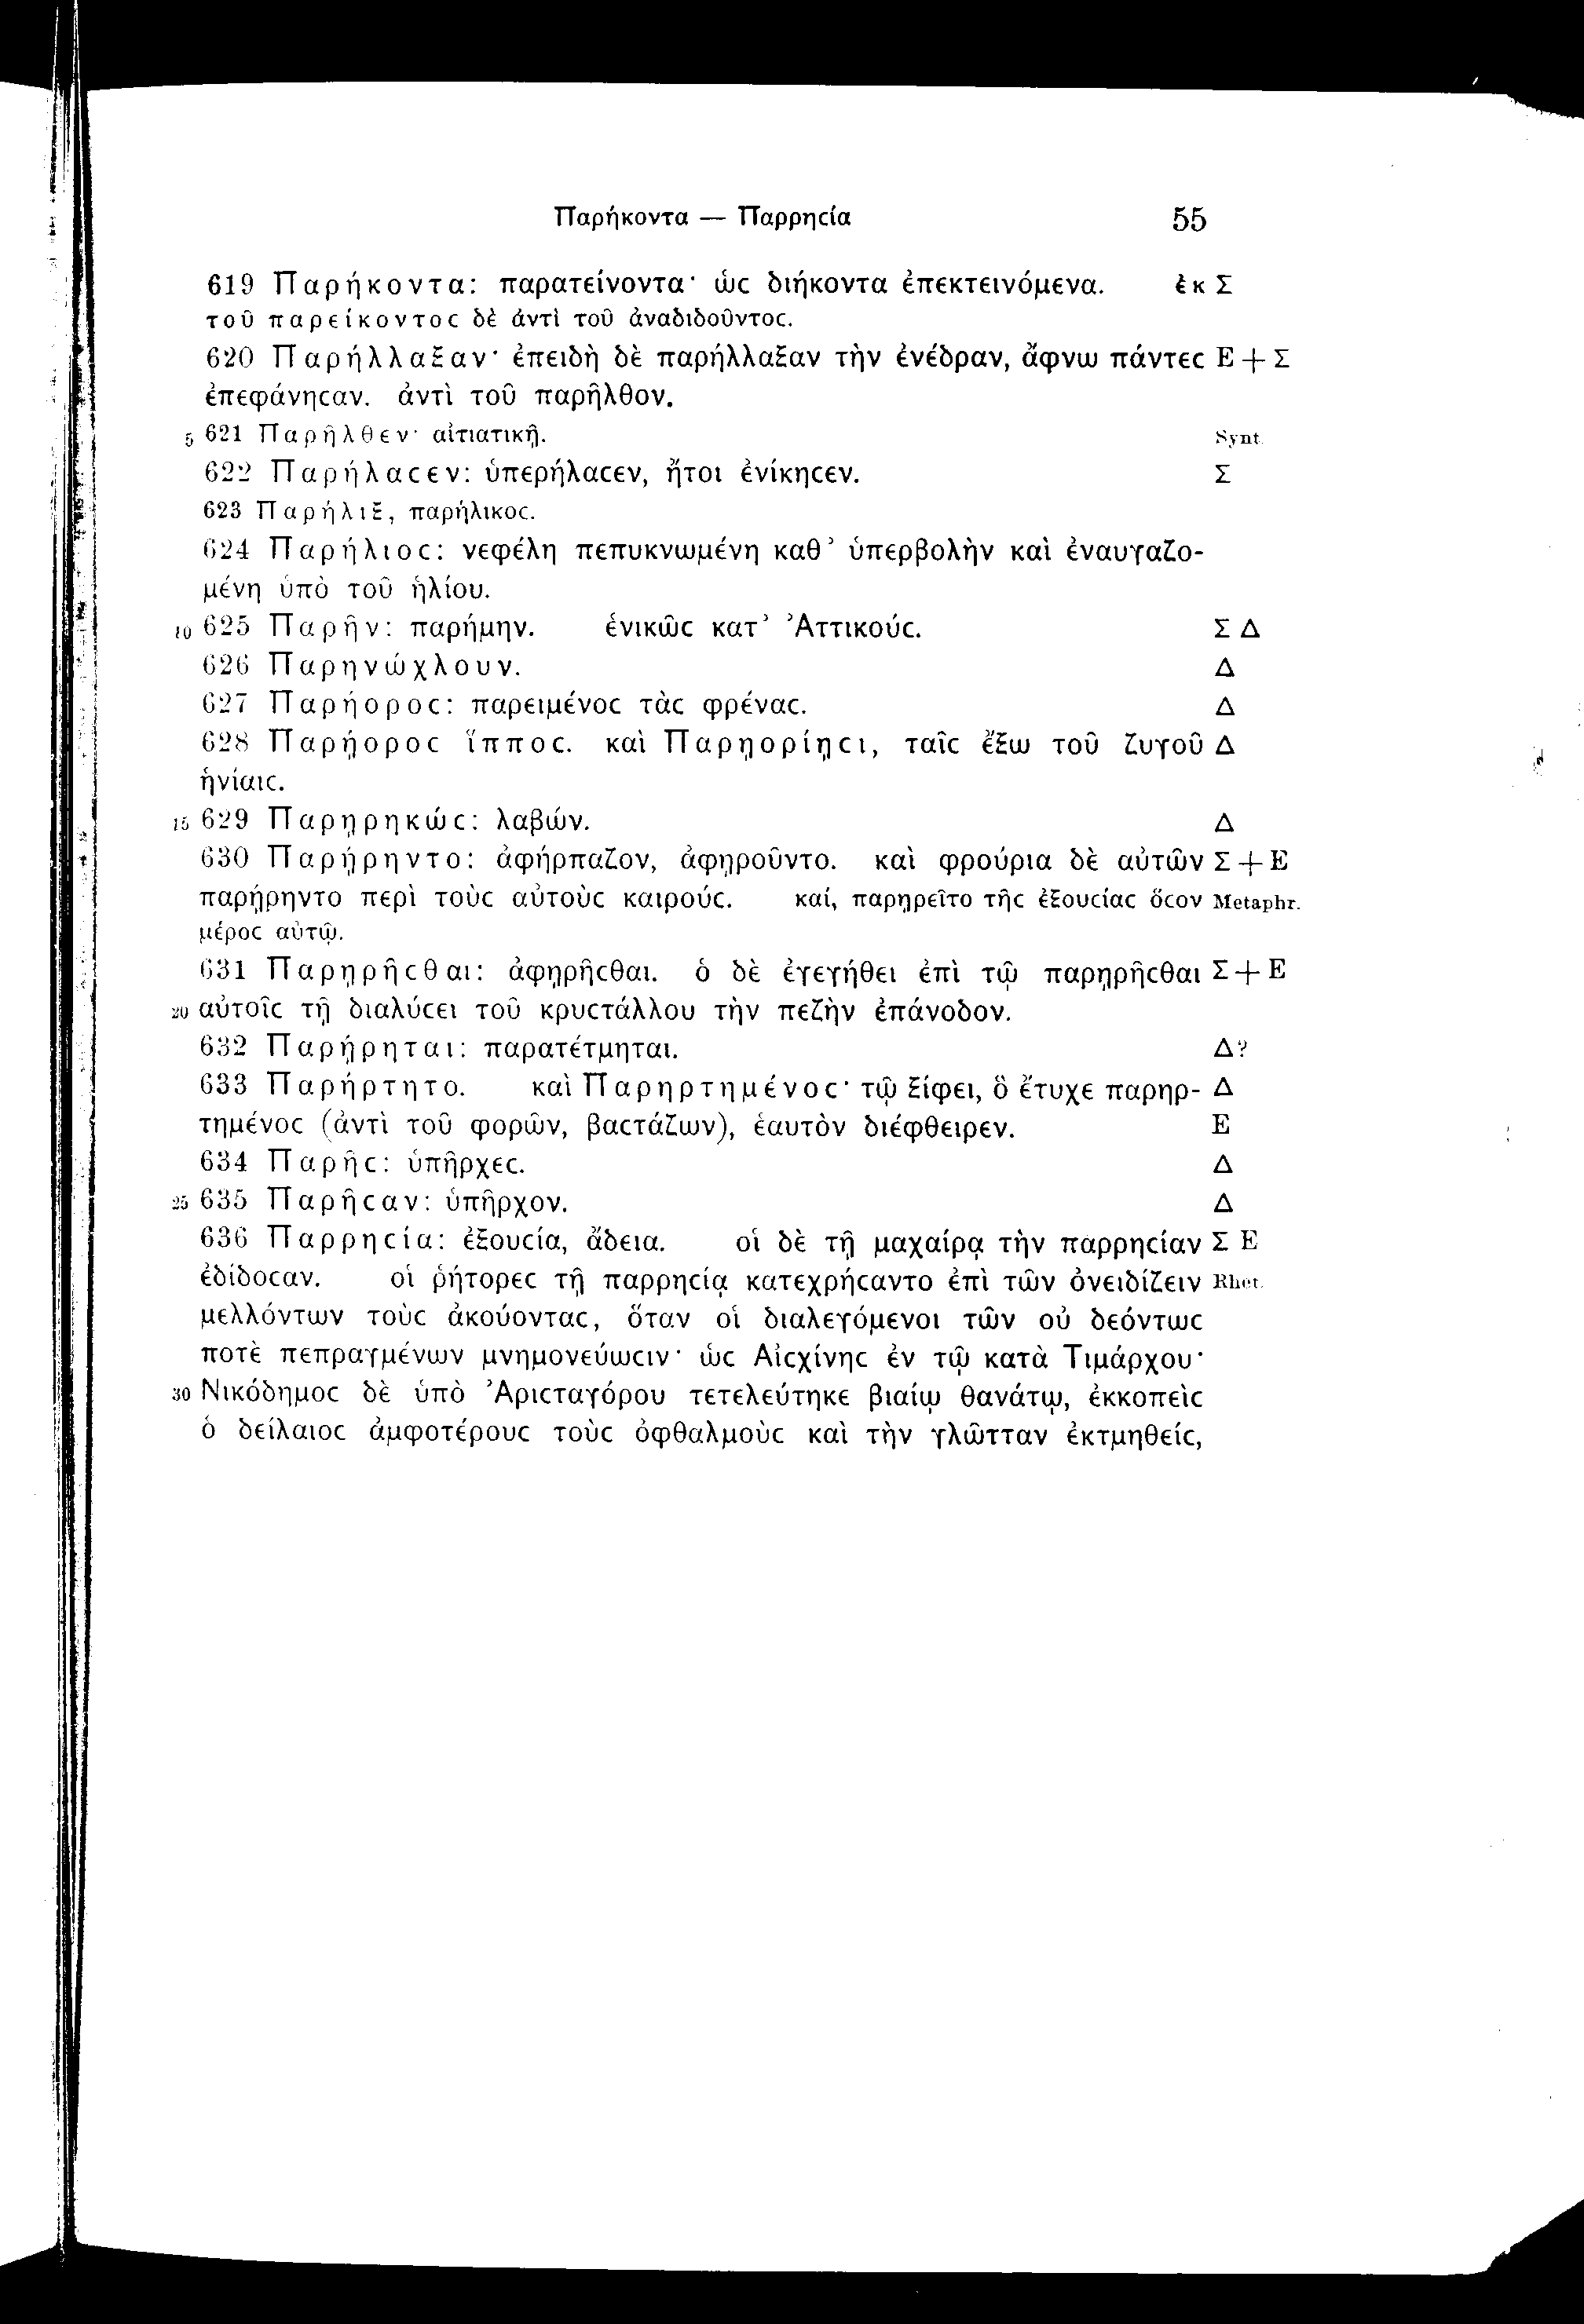 Παρήκοντα — Παρρηϲία 55
619 Παρήκοντα: παρατείνοντα· ὡϲ διήκοντα ἐπεκτεινόμενα. ἐκ Σ
τοῦ παρείκοντοϲ δὲ ἀντὶ τοῦ ἀναδιδοῦντοϲ.
620 Παρήλλαξαν· ἐπειδὴ δὲ παρήλλαξαν τὴν ἐνέδραν, ἄφνω πάντεϲ E + Σ
ἐπεφάνηϲαν. ἀντὶ τοῦ παρῆλθον.
5 621 Παρῆλθεν· αἰτιατικῇ. Synt.
622 Παρήλαϲεν: ὑπερήλαϲεν, ἤτοι ἐνίκηϲεν. Σ
623 Παρήλιξ, παρήλικοϲ.
624 Παρήλιοϲ: νεφέλη πεπυκνωμένη καθ’ ὑπερβολὴν καὶ ἐναυγαζο-
μένη ὑπὸ τοῦ ἡλίου.
10 625 Παρῆν: παρήμην. ἑνικῶϲ κατ’ Ἀττικούϲ. Σ Δ
626 Παρηνώχλουν. Δ
627 Παρήοροϲ: παρειμένοϲ τὰϲ φρέναϲ. Δ
628 Παρῄοροϲ ἵπποϲ. καὶ Παρῃορίῃϲι, ταῖϲ ἔξω τοῦ ζυγοῦ Δ
ἡνίαιϲ.
15 629 Παρῃρηκώϲ: λαβών. Δ
630 Παρῄρηντο: ἀφήρπαζον, ἀφῃροῦντο. καὶ φρούρια δὲ αὐτῶν Σ + E
παρῄρηντο περὶ τοὺϲ αὐτοὺϲ καιρούϲ. καί, παρῃρεῖτο τῆϲ ἐξουϲίαϲ ὅϲον Metaphr.
μέροϲ αὐτῷ.
631 Παρῃρῆϲθαι: ἀφῃρῆϲθαι. ὁ δὲ ἐγεγήθει ἐπὶ τῷ παρῃρῆϲθαι Σ + E
20 αὐτοῖϲ τῇ διαλύϲει τοῦ κρυϲτάλλου τὴν πεζὴν ἐπάνοδον.
632 Παρῄρηται: παρατέτμηται. Δ?
633 Παρήρτητο. καὶ Παρηρτημένοϲ· τῷ ξίφει, ὃ ἔτυχε παρηρ- Δ
τημένοϲ (ἀντὶ τοῦ φορῶν, βαϲτάζων), ἑαυτὸν διέφθειρεν. E
634 Παρῆϲ: ὑπῆρχεϲ. Δ
25 635 Παρῆϲαν: ὑπῆρχον. Δ
636 Παρρηϲία: ἐξουϲία, ἄδεια. οἱ δὲ τῇ μαχαίρᾳ τὴν παρρηϲίαν Σ E
ἐδίδοϲαν. οἱ ῥήτορεϲ τῇ παρρηϲίᾳ κατεχρήϲαντο ἐπὶ τῶν ὀνειδίζειν Rhet.
μελλόντων τοὺϲ ἀκούονταϲ, ὅταν οἱ διαλεγόμενοι τῶν οὐ δεόντωϲ
ποτὲ πεπραγμένων μνημονεύωϲιν· ὡϲ Αἰϲχίνηϲ ἐν τῷ κατὰ Τιμάρχου·
30 Νικόδημοϲ δὲ ὑπὸ Ἀριϲταγόρου τετελεύτηκε βιαίῳ θανάτῳ, ἐκκοπεὶϲ
ὁ δείλαιοϲ ἀμφοτέρουϲ τοὺϲ ὀφθαλμοὺϲ καὶ τὴν γλῶτταν ἐκτμηθείϲ,